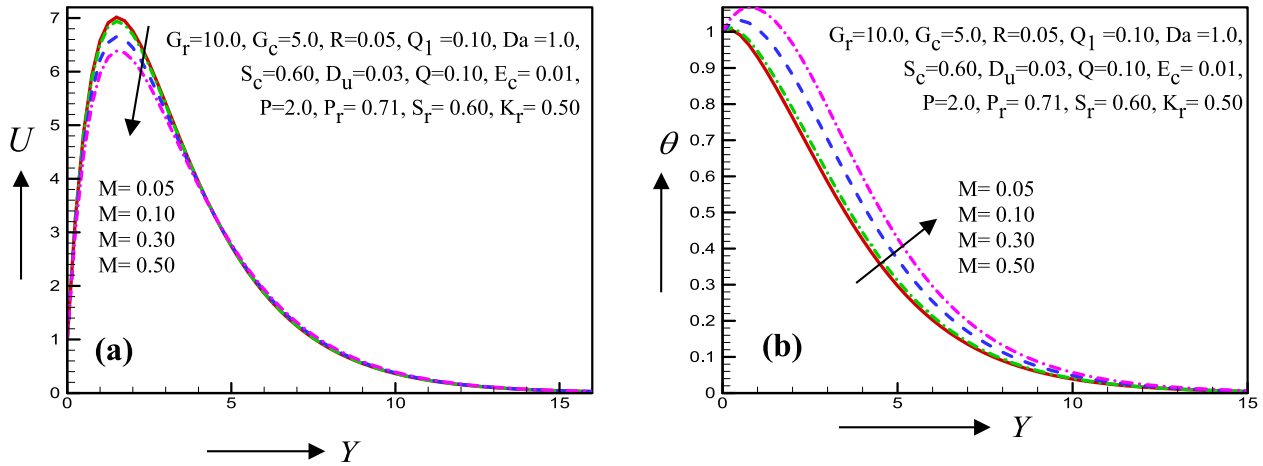 7
6
5
4
3
2
1
0
U
G_r=10.0, G_c=5.0, R=0.05, Q_1 =0.10, Da =1.0,
S_c=0.60, D_u=0.03, Q=0.10, E_c= 0.01,
P=2.0, P_r= 0.71, S_r= 0.60, K_r= 0.50
M= 0.05
M= 0.10
M= 0.30
M= 0.50
(a)
0 5 10 15
Y
1
0.9
0.8
0.7
0.6
0.5
0.4
0.3
0.2
0.1
0
θ
G_r=10.0, G_c=5.0, R=0.05, Q_1 =0.10, Da =1.0,
S_c=0.60, D_u=0.03, Q=0.10, E_c= 0.01,
P=2.0, P_r= 0.71, S_r= 0.60, K_r= 0.50
M= 0.05
M= 0.10
M= 0.30
M= 0.50
(b)
0 5 10 15
Y